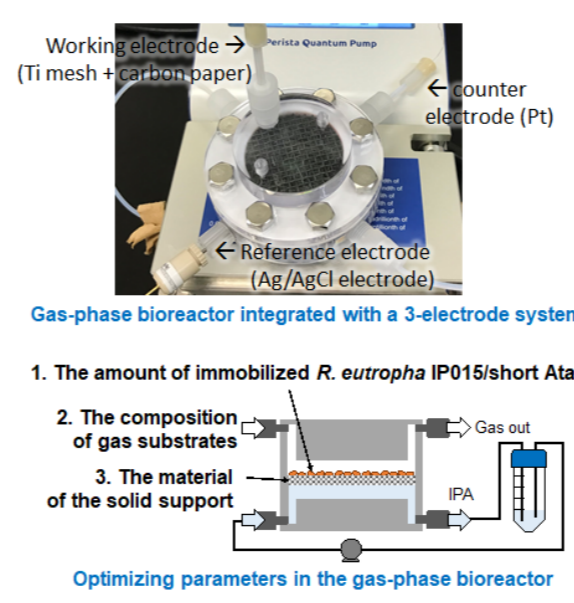 Perista Quantum Pump
Working electrode →
(Ti mesh + carbon paper)
← counter
electrode (Pt)
← Reference electrode
(Ag/AgCl electrode)
Gas-phase bioreactor integrated with a 3-electrode system
1. The amount of immobilized R. eutropha IP015/short Ata
2. The composition
of gas substrates
Gas out
3. The material
of the solid support
IPA
Optimizing parameters in the gas-phase bioreactor